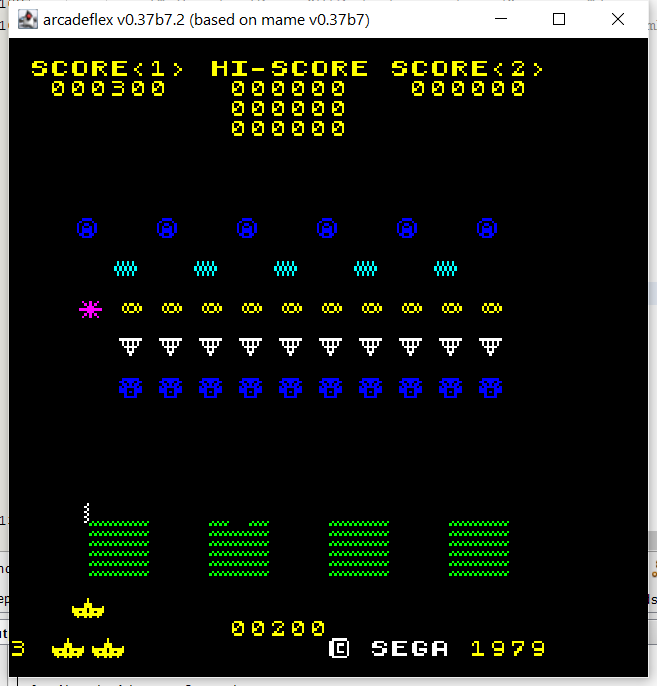 arcadeflex v0.37b7.2 (based on mame v0.37b7)
SCORE<1> HI-SCORE SCORE<2>
000300 000000 000000
000000
000000
00200
3 © SEGA 1979